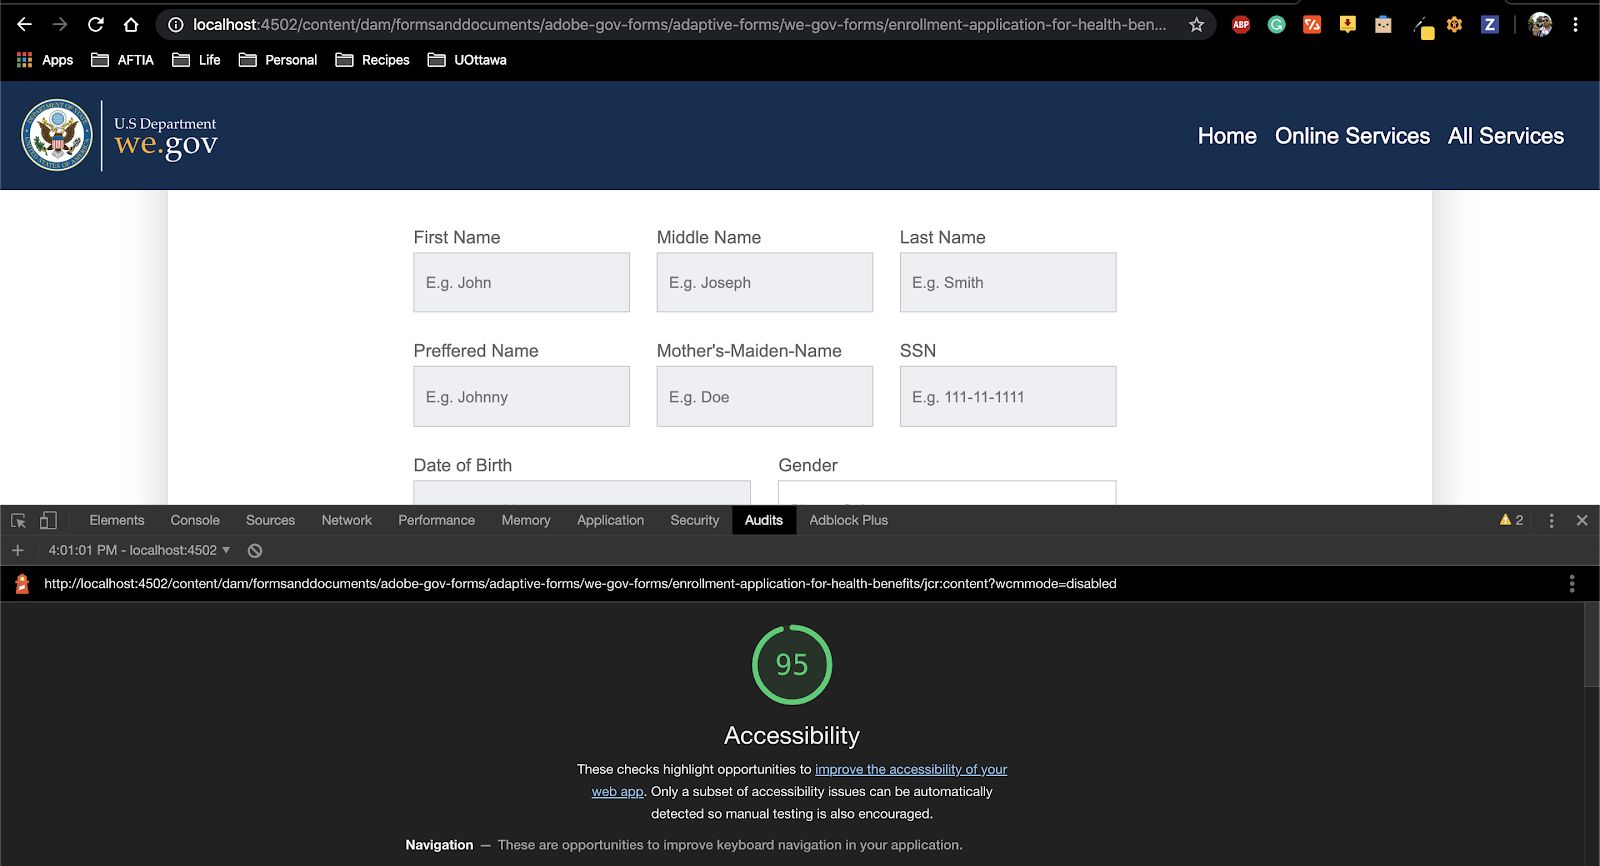 localhost:4502/content/dam/formsanddocuments/adobe-gov-forms/adaptive-forms/we-gov-forms/enrollment-application-for-health-ben...
ABP
Z
Apps AFTIA Life Personal Recipes UOttawa
U.S Department
we.gov
Home Online Services All Services
First Name Middle Name Last Name
E.g. John E.g. Joseph E.g. Smith
Preffered Name Mother's-Maiden-Name SSN
E.g. Johnny E.g. Doe E.g. 111-11-1111
Date of Birth Gender
Elements Console Sources Network Performance Memory Application Security Audits Adblock Plus 2
4:01:01 PM - localhost:4502
http://localhost:4502/content/dam/formsanddocuments/adobe-gov-forms/adaptive-forms/we-gov-forms/enrollment-application-for-health-benefits/jcr:content?wcmmode=disabled
95
Accessibility
These checks highlight opportunities to improve the accessibility of your
web app. Only a subset of accessibility issues can be automatically
detected so manual testing is also encouraged.
Navigation — These are opportunities to improve keyboard navigation in your application.